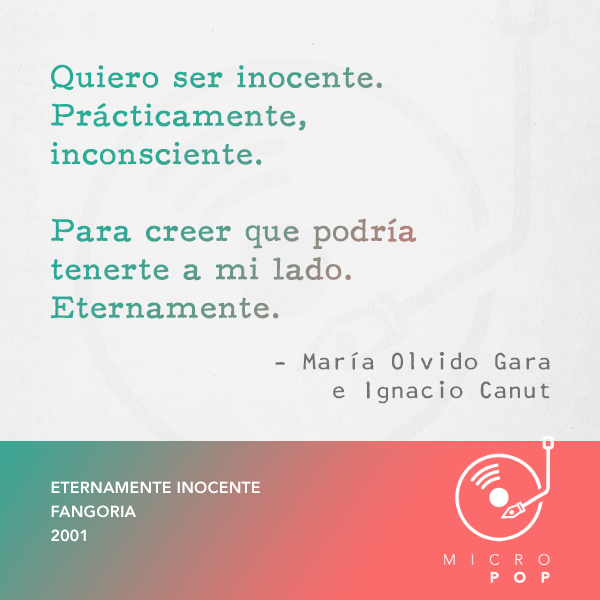 Quiero ser inocente.
Prácticamente,
inconsciente.
Para creer que podría
tenerte a mi lado.
Eternamente.
– María Olvido Gara
e Ignacio Canut
ETERNAMENTE INOCENTE
FANGORIA
2001
MICRO
POP